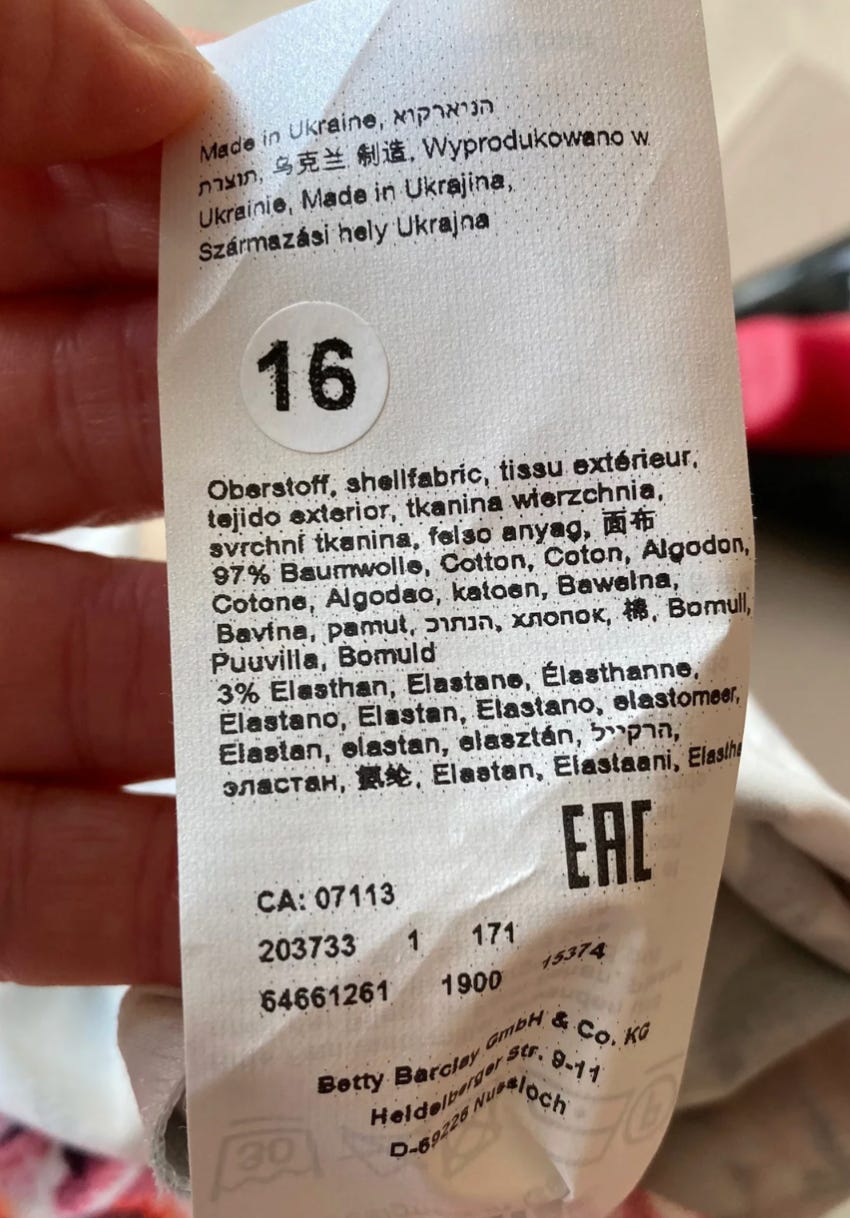 Made in Ukraine, הניארקוא
תרצות, 乌克兰 制造, Wyprodukowano w
Ukrainie, Made in Ukrajina,
Származási hely Ukrajna
16
Oberstoff, shellfabric, tissu extérieur,
tejido exterior, tkanina wierzchnia,
svrchní tkanina, felso anyag, 面布
97% Baumwolle, Cotton, Coton, Algodon,
Cotone, Algodao, katoen, Bawelna,
Bavlna, pamut, הנתוכ, хлопок, 棉, Bomull,
Puuvilla, Bomuld
3% Elasthan, Elastane, Élasthanne,
Elastano, Elastan, Elastano, elastomeer,
Elastan, elastan, elasztán, הרקייל,
эластан, 氨纶, Elastan, Elastaani, Elastha
EAC
CA: 07113
203733 1 171
64661261 1900 15374
Betty Barclay GmbH & Co. KG
Heidelberger Str. 9-11
D-69226 Nussloch